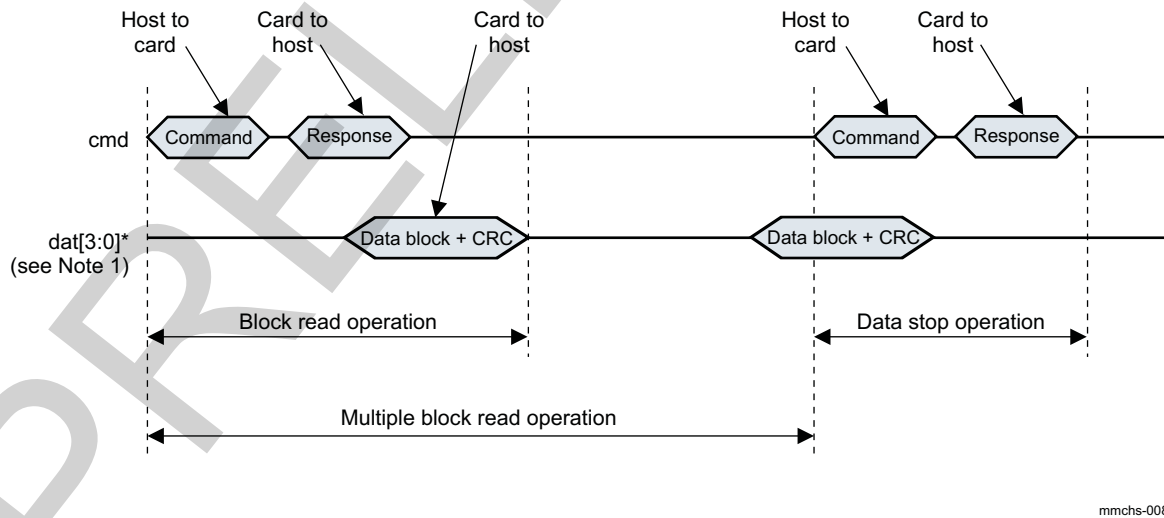 Host to
card
Card to
host
Card to
host
Host to
card
Card to
host
cmd
Command
Response
Command
Response
dat[3:0]*
(see Note 1)
Data block + CRC
Data block + CRC
Block read operation
Data stop operation
Multiple block read operation
mmchs-008